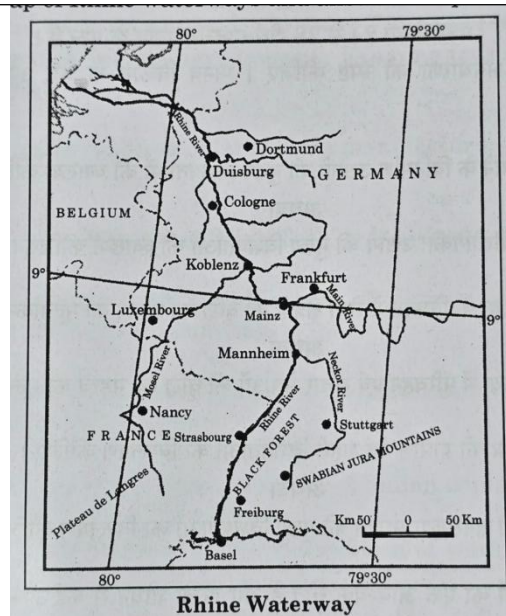 80°
79°30'
Rhine River
Dortmund
Duisburg
GERMANY
BELGIUM
Cologne
Koblenz
Frankfurt
9°
Luxembourg
Mainz
Main River
9°
Mannheim
Mosel River
Neckur River
Rhine River
Nancy
Stuttgart
FRANCE
Strasbourg
BLACK FOREST
SWABIAN JURA MOUNTAINS
Plateau de Langres
Freiburg
Km 50 0 50 Km
Basel
80°
79°30'
Rhine Waterway